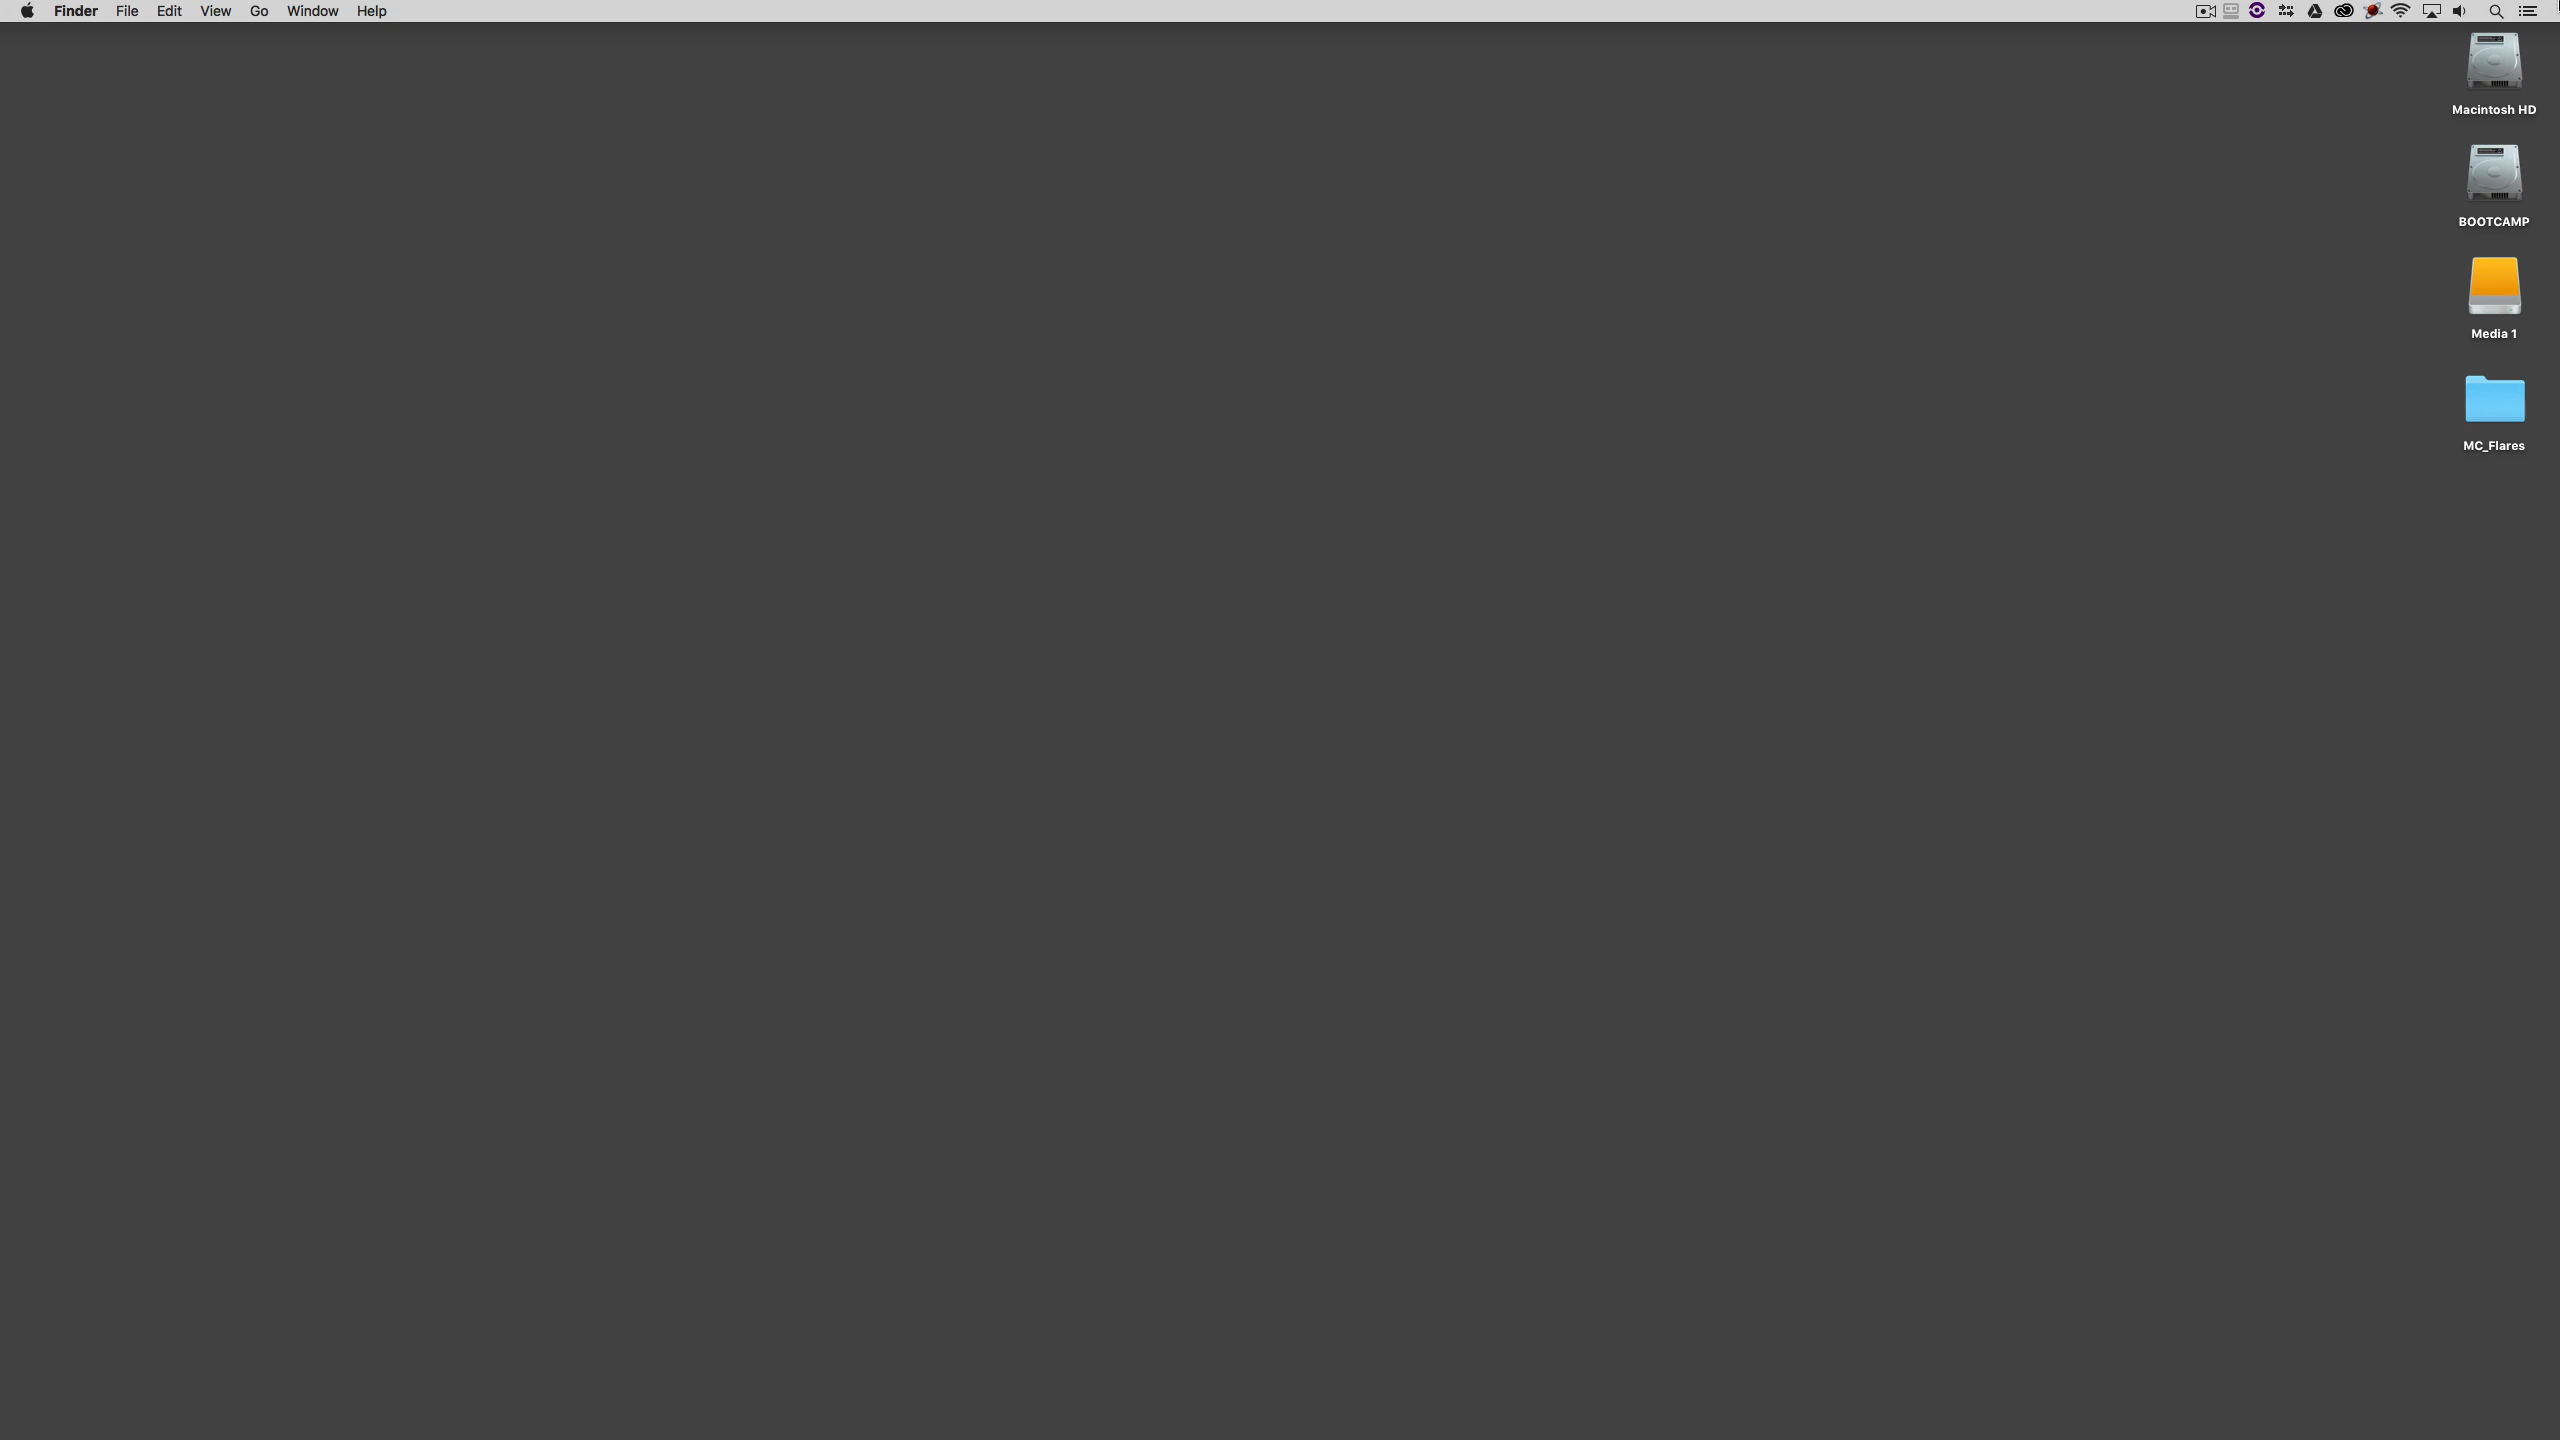 Finder File Edit View Go Window Help
Macintosh HD
BOOTCAMP
Media 1
MC_Flares